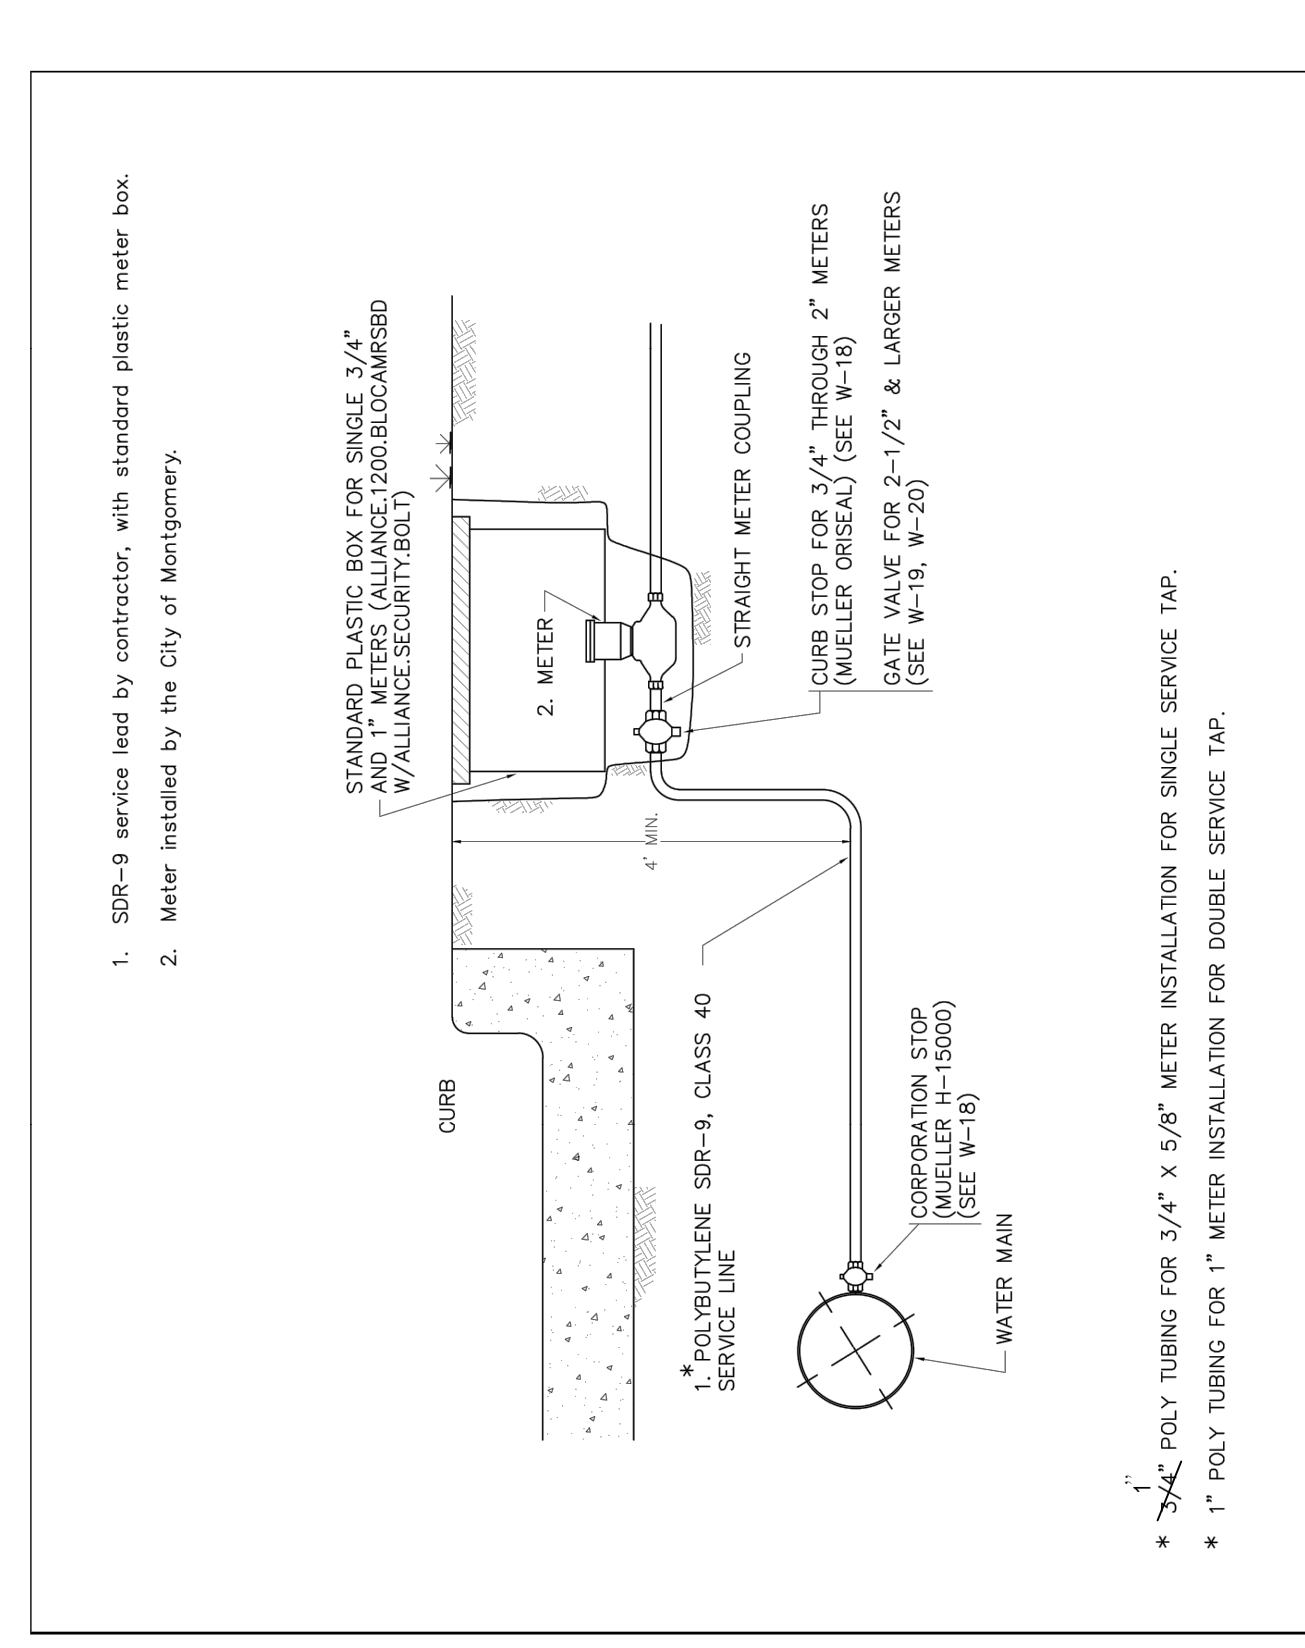 1. SDR-9 service lead by contractor, with standard plastic meter box.
2. Meter installed by the City of Montgomery.
STANDARD PLASTIC BOX FOR SINGLE 3/4"
AND 1" METERS (ALLIANCE.1200.BLOCAMRSBD
W/ALLIANCE.SECURITY.BOLT)
CURB
2. METER
4' MIN.
1.* POLYBUTYLENE SDR-9, CLASS 40
SERVICE LINE
STRAIGHT METER COUPLING
CURB STOP FOR 3/4" THROUGH 2" METERS
(MUELLER ORISEAL) (SEE W-18)
GATE VALVE FOR 2-1/2" & LARGER METERS
(SEE W-19, W-20)
CORPORATION STOP
(MUELLER H-15000)
(SEE W-18)
WATER MAIN
1"
* 3/4" POLY TUBING FOR 3/4" X 5/8" METER INSTALLATION FOR SINGLE SERVICE TAP.
* 1" POLY TUBING FOR 1" METER INSTALLATION FOR DOUBLE SERVICE TAP.